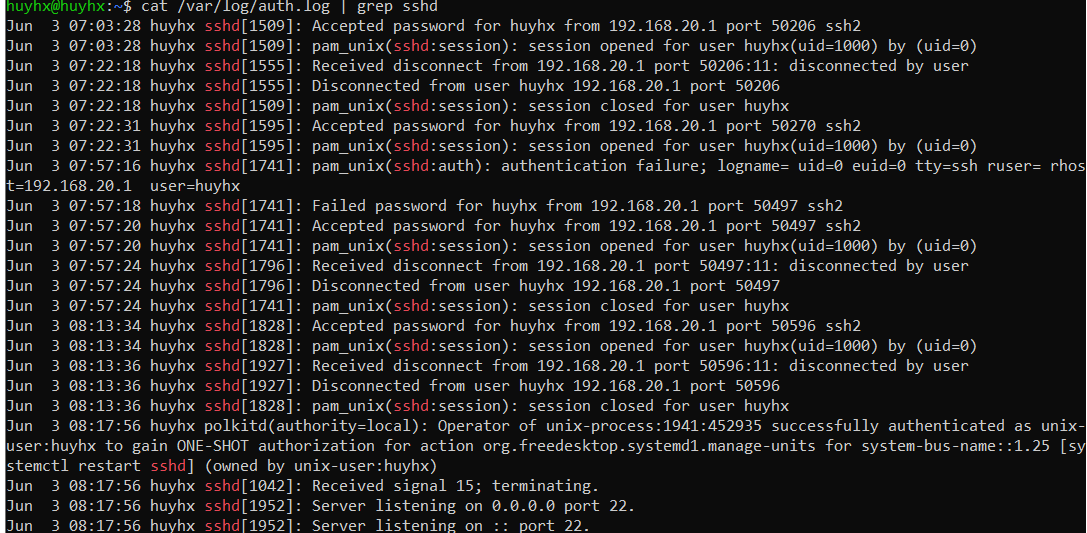 huyhx@huyhx:~$ cat /var/log/auth.log | grep sshd
Jun  3 07:03:28 huyhx sshd[1509]: Accepted password for huyhx from 192.168.20.1 port 50206 ssh2
Jun  3 07:03:28 huyhx sshd[1509]: pam_unix(sshd:session): session opened for user huyhx(uid=1000) by (uid=0)
Jun  3 07:22:18 huyhx sshd[1555]: Received disconnect from 192.168.20.1 port 50206:11: disconnected by user
Jun  3 07:22:18 huyhx sshd[1555]: Disconnected from user huyhx 192.168.20.1 port 50206
Jun  3 07:22:18 huyhx sshd[1509]: pam_unix(sshd:session): session closed for user huyhx
Jun  3 07:22:31 huyhx sshd[1595]: Accepted password for huyhx from 192.168.20.1 port 50270 ssh2
Jun  3 07:22:31 huyhx sshd[1595]: pam_unix(sshd:session): session opened for user huyhx(uid=1000) by (uid=0)
Jun  3 07:57:16 huyhx sshd[1741]: pam_unix(sshd:auth): authentication failure; logname= uid=0 euid=0 tty=ssh ruser= rhos
t=192.168.20.1  user=huyhx
Jun  3 07:57:18 huyhx sshd[1741]: Failed password for huyhx from 192.168.20.1 port 50497 ssh2
Jun  3 07:57:20 huyhx sshd[1741]: Accepted password for huyhx from 192.168.20.1 port 50497 ssh2
Jun  3 07:57:20 huyhx sshd[1741]: pam_unix(sshd:session): session opened for user huyhx(uid=1000) by (uid=0)
Jun  3 07:57:24 huyhx sshd[1796]: Received disconnect from 192.168.20.1 port 50497:11: disconnected by user
Jun  3 07:57:24 huyhx sshd[1796]: Disconnected from user huyhx 192.168.20.1 port 50497
Jun  3 07:57:24 huyhx sshd[1741]: pam_unix(sshd:session): session closed for user huyhx
Jun  3 08:13:34 huyhx sshd[1828]: Accepted password for huyhx from 192.168.20.1 port 50596 ssh2
Jun  3 08:13:34 huyhx sshd[1828]: pam_unix(sshd:session): session opened for user huyhx(uid=1000) by (uid=0)
Jun  3 08:13:36 huyhx sshd[1927]: Received disconnect from 192.168.20.1 port 50596:11: disconnected by user
Jun  3 08:13:36 huyhx sshd[1927]: Disconnected from user huyhx 192.168.20.1 port 50596
Jun  3 08:13:36 huyhx sshd[1828]: pam_unix(sshd:session): session closed for user huyhx
Jun  3 08:17:56 huyhx polkitd(authority=local): Operator of unix-process:1941:452935 successfully authenticated as unix-
user:huyhx to gain ONE-SHOT authorization for action org.freedesktop.systemd1.manage-units for system-bus-name::1.25 [sy
stemctl restart sshd] (owned by unix-user:huyhx)
Jun  3 08:17:56 huyhx sshd[1042]: Received signal 15; terminating.
Jun  3 08:17:56 huyhx sshd[1952]: Server listening on 0.0.0.0 port 22.
Jun  3 08:17:56 huyhx sshd[1952]: Server listening on :: port 22.